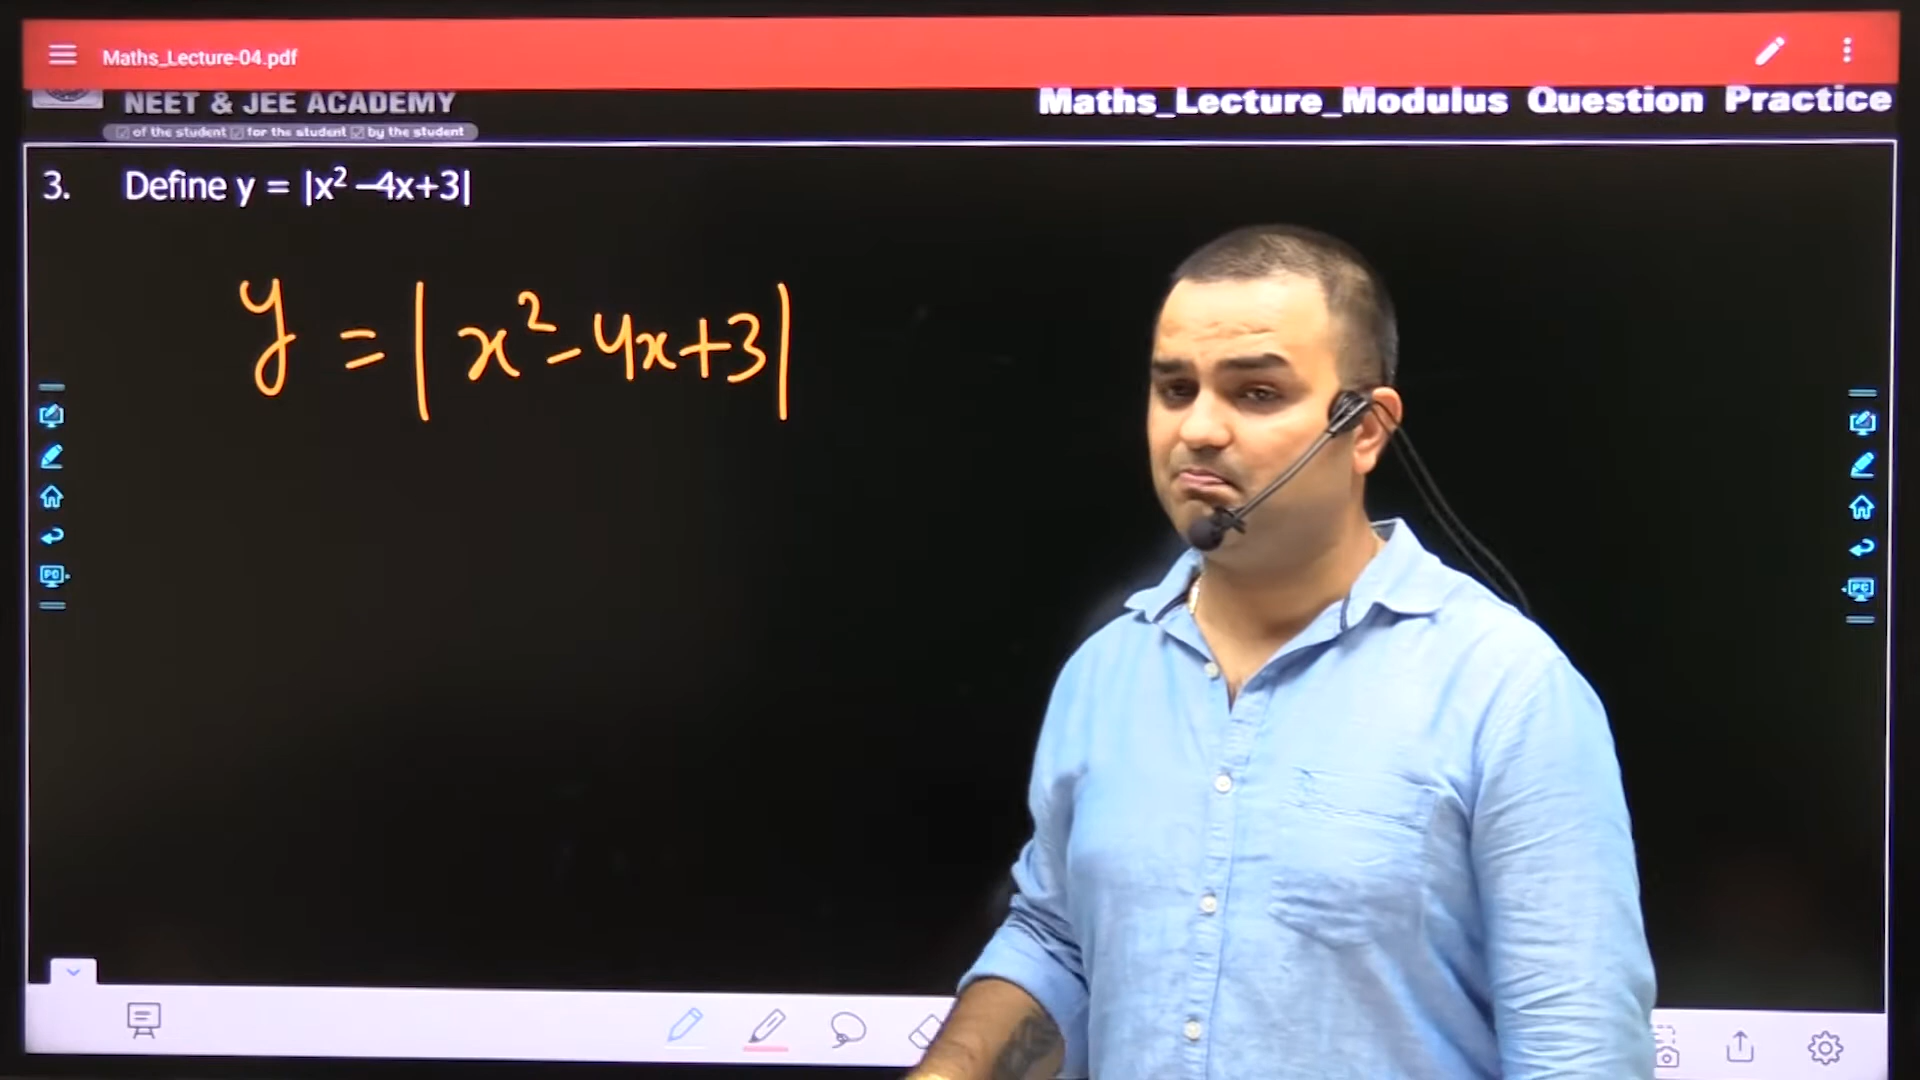 Maths_Lecture-04.pdf
NEET & JEE ACADEMY
of the student for the student by the student
Maths_Lecture_Modulus Question Practice
3. Define y = |x² –4x+3|
y = |x² – 4x+3|